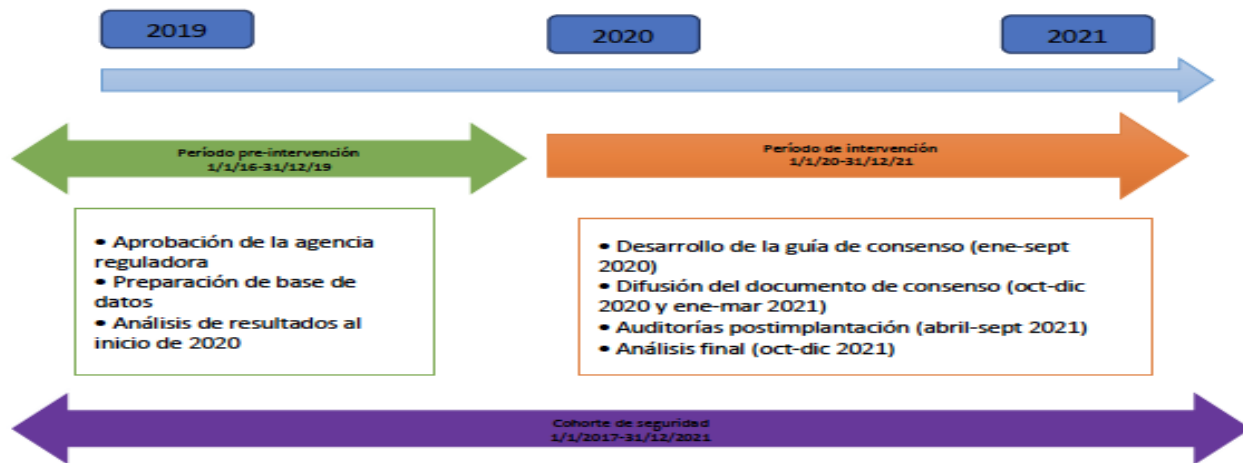 2019
2020
2021
Período pre-intervención
1/1/16-31/12/19
Período de intervención
1/1/20-31/12/21
• Aprobación de la agencia
reguladora
• Preparación de base de
datos
• Análisis de resultados al
inicio de 2020
• Desarrollo de la guía de consenso (ene-sept
2020)
• Difusión del documento de consenso (oct-dic
2020 y ene-mar 2021)
• Auditorías postimplantación (abril-sept 2021)
• Análisis final (oct-dic 2021)
Cohorte de seguridad
1/1/2017-31/12/2021